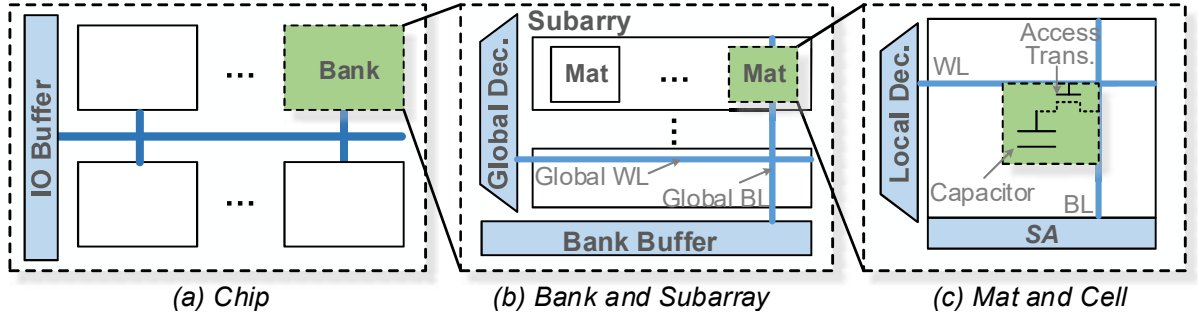 IO Buffer
...
Bank
...
(a) Chip
Subarry
Global Dec.
Mat
...
Mat
...
Global WL
Global BL
Bank Buffer
(b) Bank and Subarray
Local Dec.
WL
Access
Trans.
Capacitor
BL
SA
(c) Mat and Cell